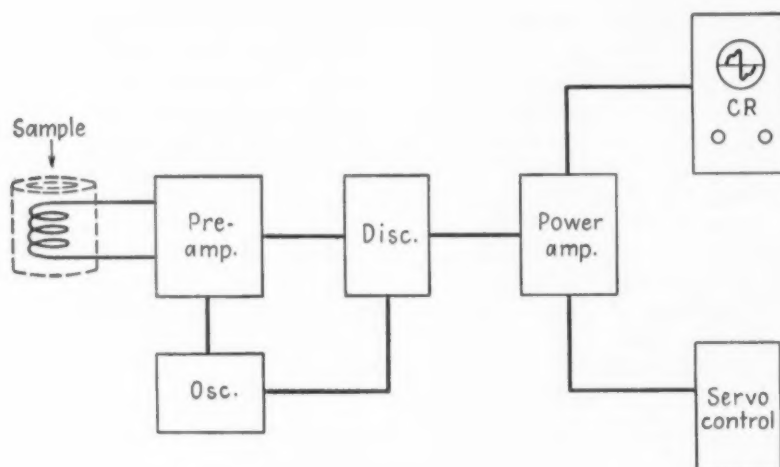 Sample
Pre-
amp.
Disc.
Power
amp.
CR
Osc.
Servo
control